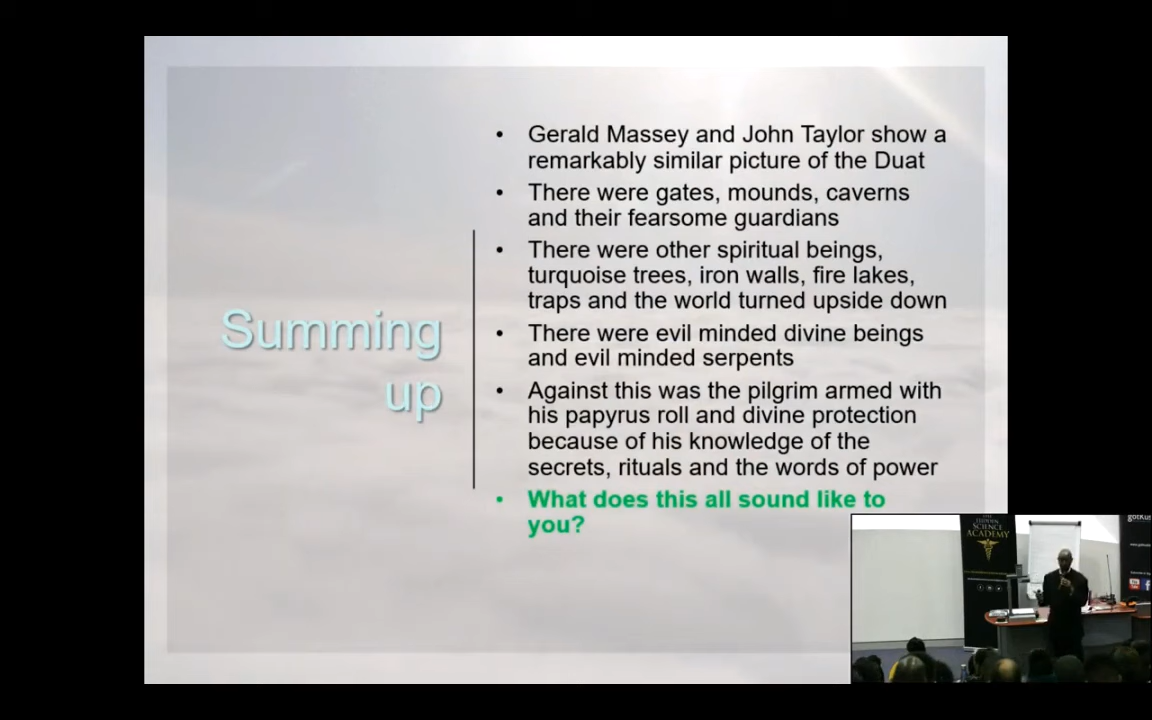 Summing
up
• Gerald Massey and John Taylor show a
remarkably similar picture of the Duat
• There were gates, mounds, caverns
and their fearsome guardians
• There were other spiritual beings,
turquoise trees, iron walls, fire lakes,
traps and the world turned upside down
• There were evil minded divine beings
and evil minded serpents
• Against this was the pilgrim armed with
his papyrus roll and divine protection
because of his knowledge of the
secrets, rituals and the words of power
• What does this all sound like to
you?
SCIENCE
ACADEMY